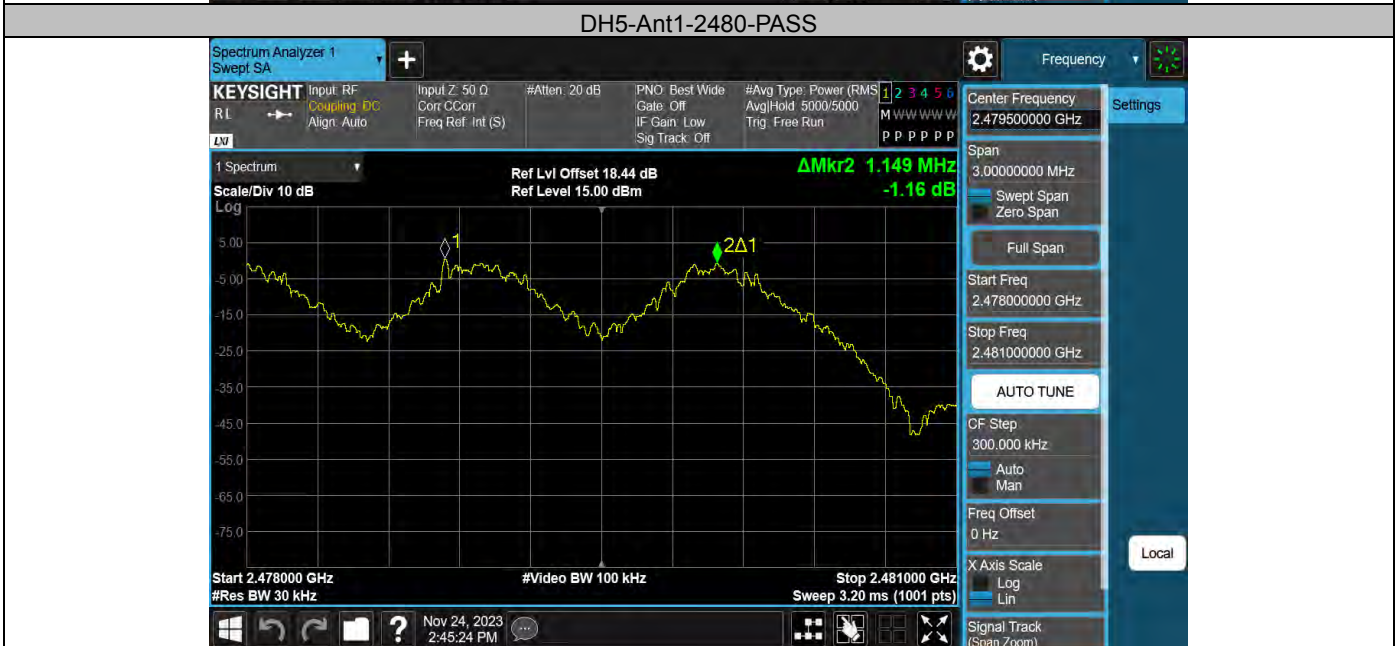 DH5-Ant1-2480-PASS
Spectrum Analyzer 1
Swept SA
+
Frequency
KEYSIGHT
RL
LXI
Input: RF
Coupling: DC
Align: Auto
Input Z: 50 Ω
Corr CCorr
Freq Ref: Int (S)
#Atten: 20 dB
PNO: Best Wide
Gate: Off
IF Gain: Low
Sig Track: Off
#Avg Type: Power (RMS
Avg|Hold: 5000/5000
Trig: Free Run
1 2 3 4 5 6
M W W W W W
P P P P P P
Center Frequency
2.479500000 GHz
Settings
Span
3.00000000 MHz
Swept Span
Zero Span
Full Span
Start Freq
2.478000000 GHz
Stop Freq
2.481000000 GHz
AUTO TUNE
CF Step
300.000 kHz
Auto
Man
Freq Offset
0 Hz
X Axis Scale
Log
Lin
Signal Track
(Span Zoom)
Local
1 Spectrum
Scale/Div 10 dB
Log
Ref Lvl Offset 18.44 dB
Ref Level 15.00 dBm
ΔMkr2 1.149 MHz
-1.16 dB
1
2Δ1
5.00
-5.00
-15.0
-25.0
-35.0
-45.0
-55.0
-65.0
-75.0
Start 2.478000 GHz
#Video BW 100 kHz
Stop 2.481000 GHz
#Res BW 30 kHz
Sweep 3.20 ms (1001 pts)
?
Nov 24, 2023
2:45:24 PM